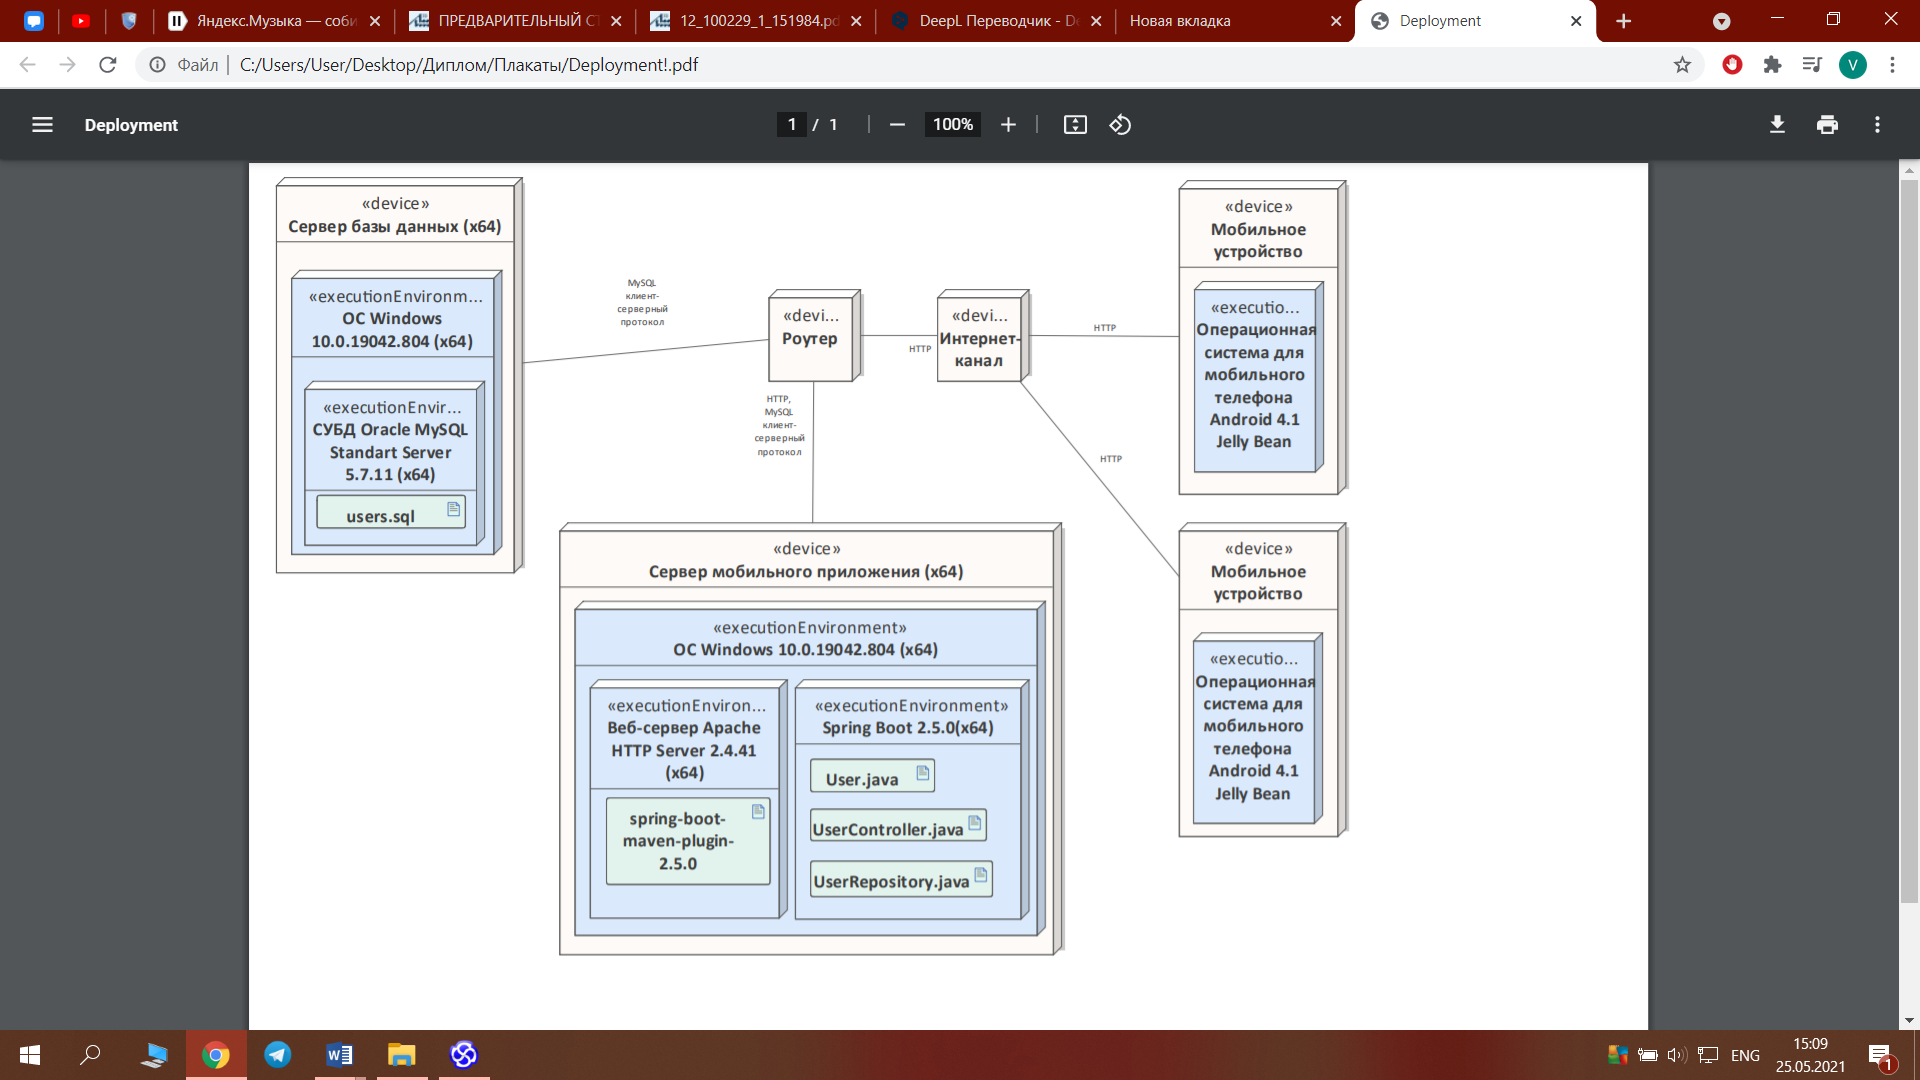 Яндекс.Музыка — соби
ПРЕДВАРИТЕЛЬНЫЙ СТ
12_100229_1_151984.pd
DeepL Переводчик - De
Новая вкладка
Deployment
Файл
C:/Users/User/Desktop/Диплом/Плакаты/Deployment!.pdf
V
Deployment
1 / 1
100%
«device»
Сервер базы данных (x64)
«executionEnvironm...
ОС Windows
10.0.19042.804 (x64)
«executionEnvir...
СУБД Oracle MySQL
Standart Server
5.7.11 (x64)
users.sql
MySQL
клиент-
серверный
протокол
«devi...
Роутер
HTTP
«devi...
Интернет-
канал
HTTP
HTTP,
MySQL
клиент-
серверный
протокол
HTTP
«device»
Мобильное
устройство
«executio...
Операционная
система для
мобильного
телефона
Android 4.1
Jelly Bean
«device»
Сервер мобильного приложения (x64)
«executionEnvironment»
ОС Windows 10.0.19042.804 (x64)
«executionEnviron...
Веб-сервер Apache
HTTP Server 2.4.41
(x64)
spring-boot-
maven-plugin-
2.5.0
«executionEnvironment»
Spring Boot 2.5.0(x64)
User.java
UserController.java
UserRepository.java
«device»
Мобильное
устройство
«executio...
Операционная
система для
мобильного
телефона
Android 4.1
Jelly Bean
ENG
15:09
25.05.2021
1